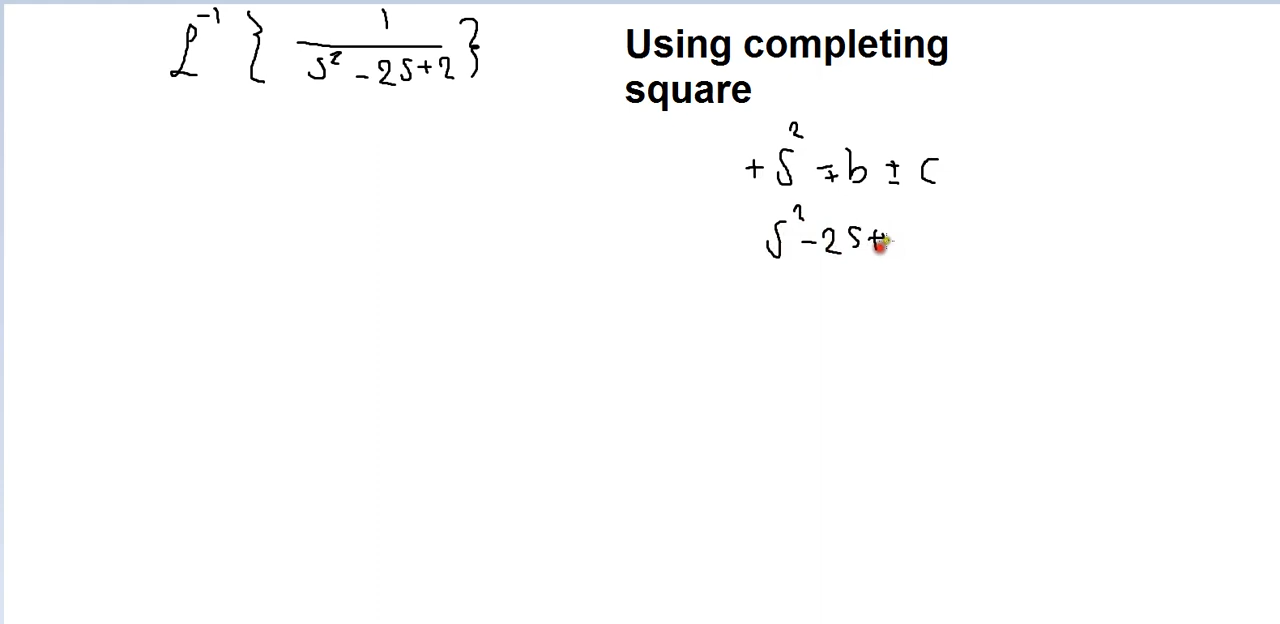 ℒ⁻¹ { 1 / (s² - 2s + 2) }
Using completing
square
+ s² ∓ b ± c
s² - 2s +